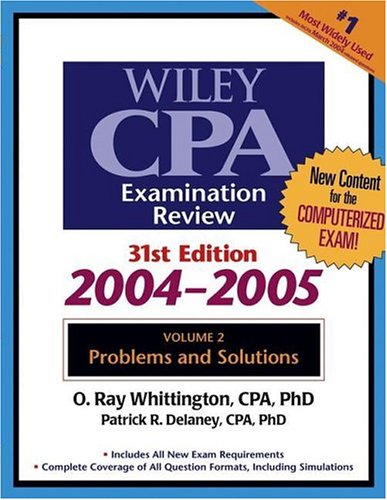 #1
Most Widely Used
March 2004
WILEY
CPA
Examination
Review
New Content
for the
COMPUTERIZED
EXAM!
31st Edition
2004–2005
VOLUME 2
Problems and Solutions
O. Ray Whittington, CPA, PhD
Patrick R. Delaney, CPA, PhD
• Includes All New Exam Requirements
• Complete Coverage of All Question Formats, Including Simulations